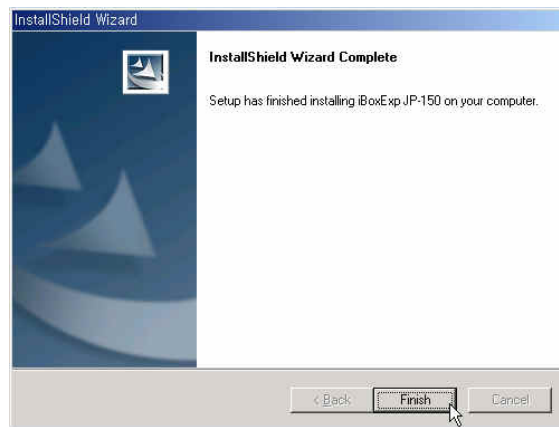 InstallShield Wizard
InstallShield Wizard Complete
Setup has finished installing iBoxExp JP-150 on your computer.
< Back
Finish
Cancel